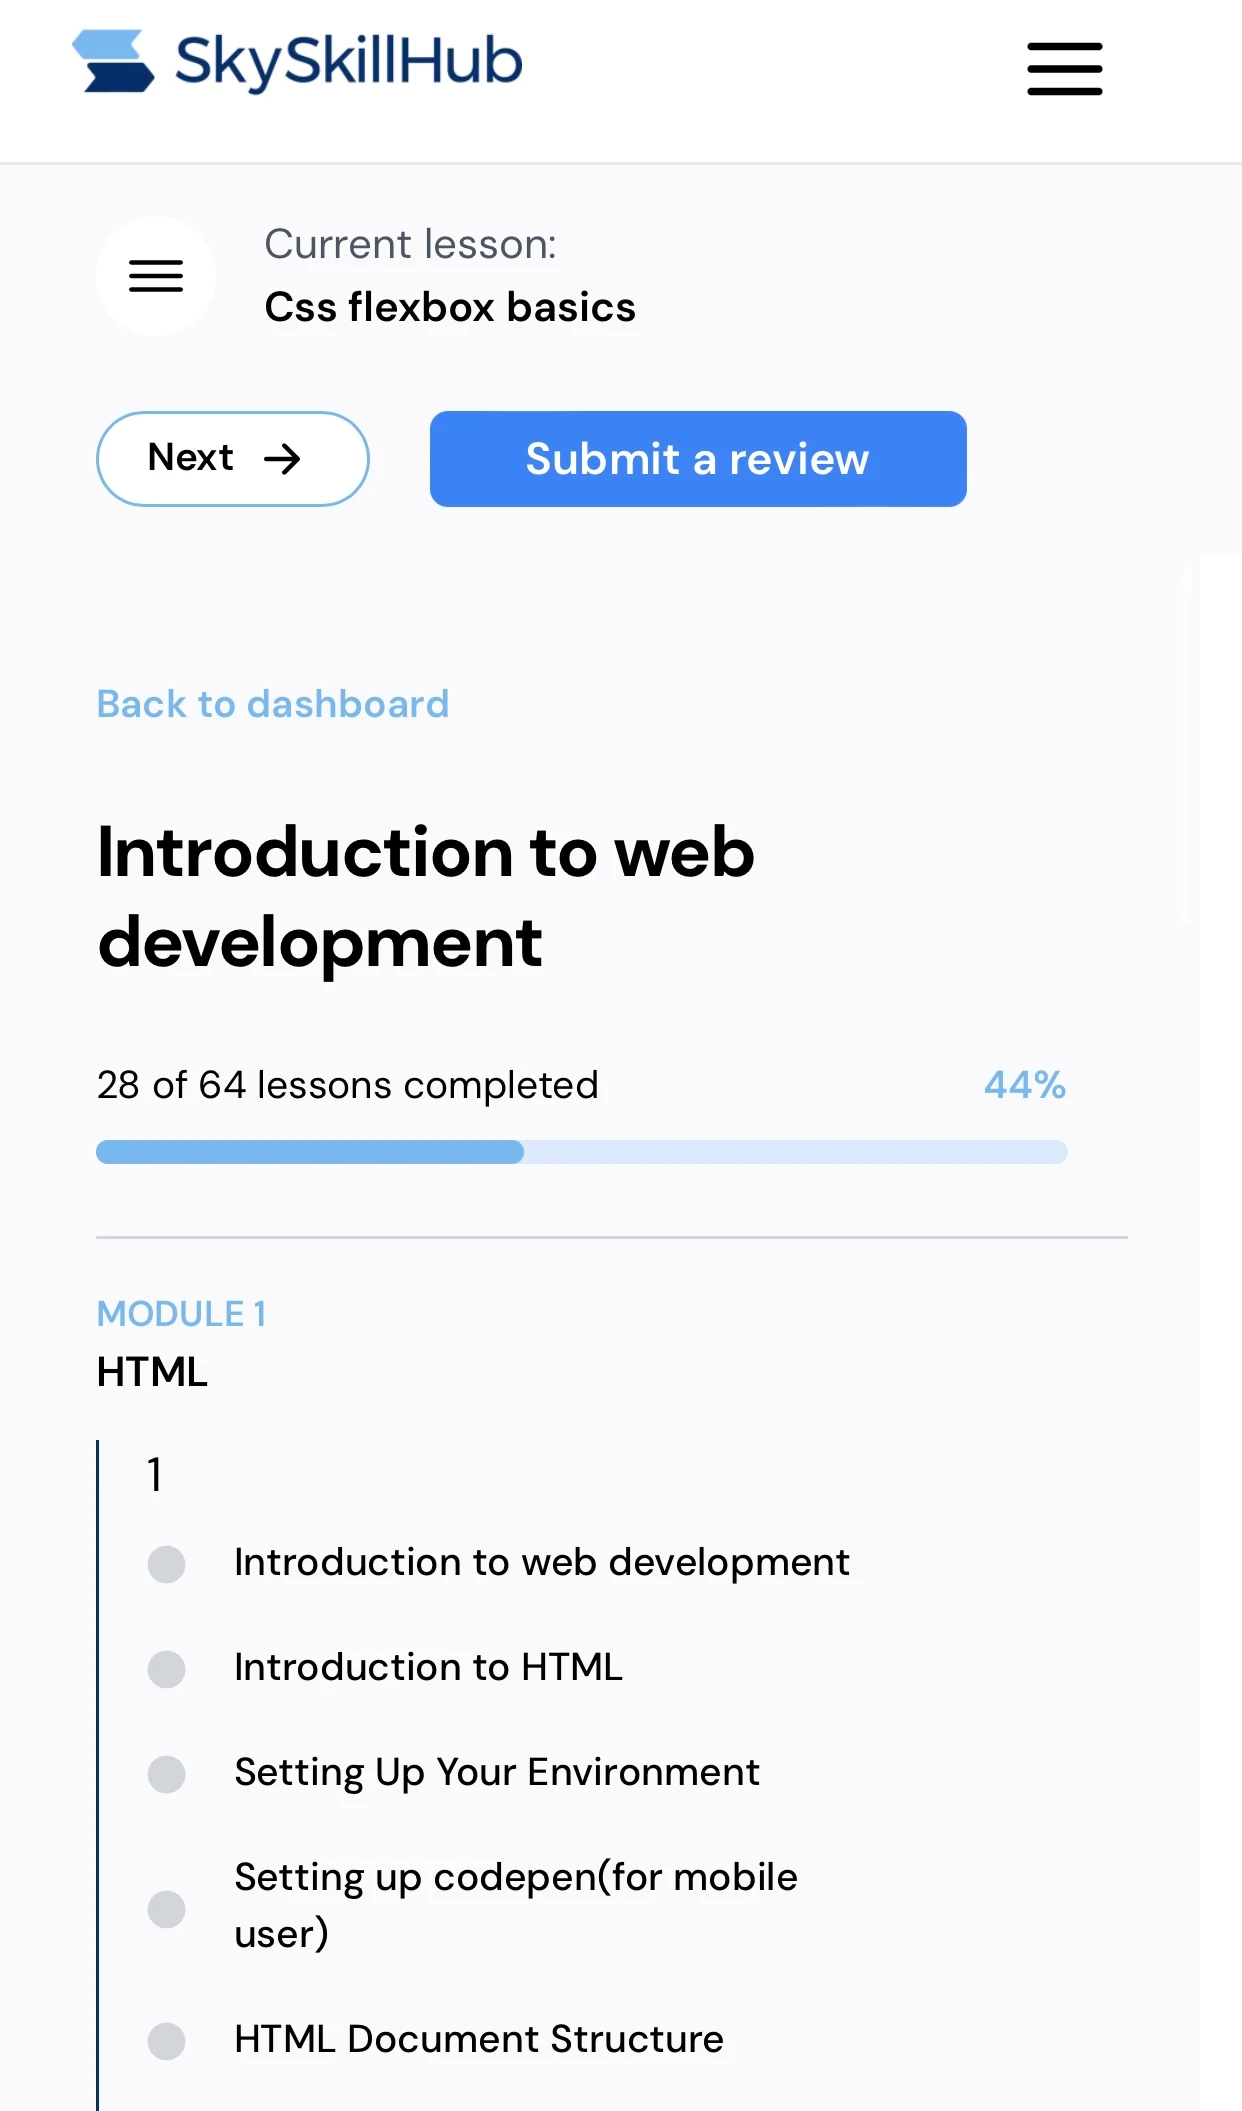 SkySkillHub
Current lesson:
Css flexbox basics
Next
Submit a review
Back to dashboard
Introduction to web
development
28 of 64 lessons completed
44%
MODULE 1
HTML
1
Introduction to web development
Introduction to HTML
Setting Up Your Environment
Setting up codepen(for mobile
user)
HTML Document Structure